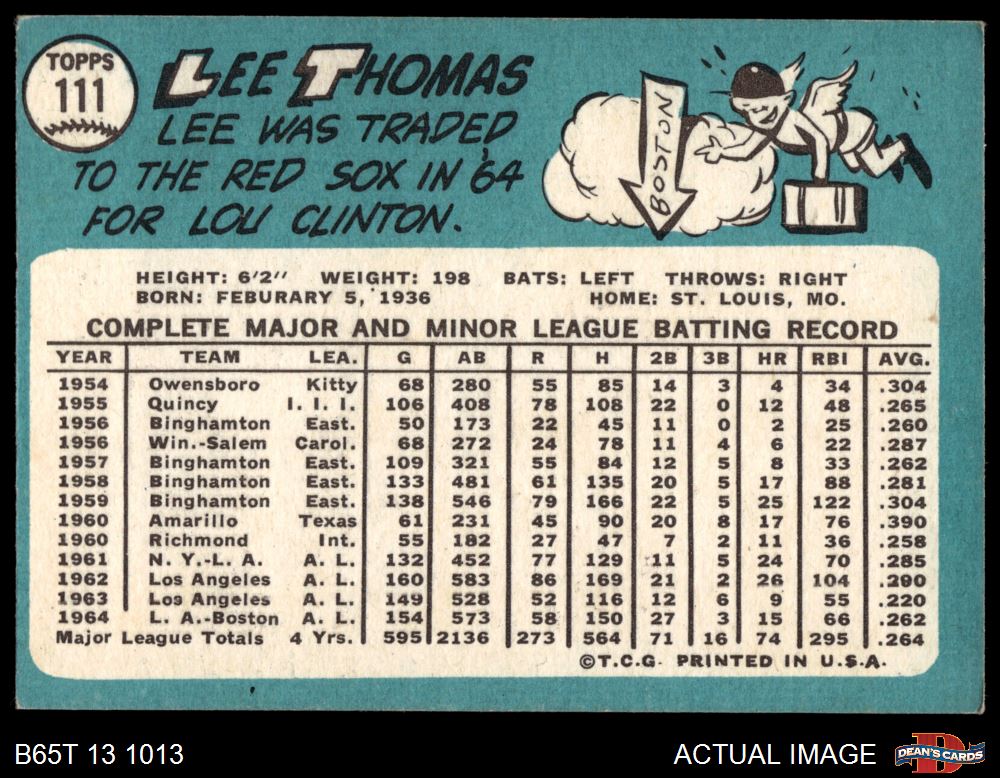 TOPPS
111
LEE THOMAS
LEE WAS TRADED
TO THE RED SOX IN '64
FOR LOU CLINTON.
BOSTON
HEIGHT: 6'2" WEIGHT: 198 BATS: LEFT THROWS: RIGHT
BORN: FEBURARY 5, 1936 HOME: ST. LOUIS, MO.
COMPLETE MAJOR AND MINOR LEAGUE BATTING RECORD
YEAR TEAM LEA. G AB R H 2B 3B HR RBI AVG.
1954 Owensboro Kitty 68 280 55 85 14 3 4 34 .304
1955 Quincy I. I. I. 106 408 78 108 22 0 12 48 .265
1956 Binghamton East. 50 173 22 45 11 0 2 25 .260
1956 Win.-Salem Carol. 68 272 24 78 11 4 6 22 .287
1957 Binghamton East. 109 321 55 84 12 5 8 33 .262
1958 Binghamton East. 133 481 61 135 20 5 17 88 .281
1959 Binghamton East. 138 546 79 166 22 5 25 122 .304
1960 Amarillo Texas 61 231 45 90 20 8 17 76 .390
1960 Richmond Int. 55 182 27 47 7 2 11 36 .258
1961 N. Y.-L. A. A. L. 132 452 77 129 11 5 24 70 .285
1962 Los Angeles A. L. 160 583 86 169 21 2 26 104 .290
1963 Los Angeles A. L. 149 528 52 116 12 6 9 55 .220
1964 L. A.-Boston A. L. 154 573 58 150 27 3 15 66 .262
Major League Totals 4 Yrs. 595 2136 273 564 71 16 74 295 .264
©T.C.G. PRINTED IN U.S.A.
B65T 13 1013 ACTUAL IMAGE DEAN'S CARDS